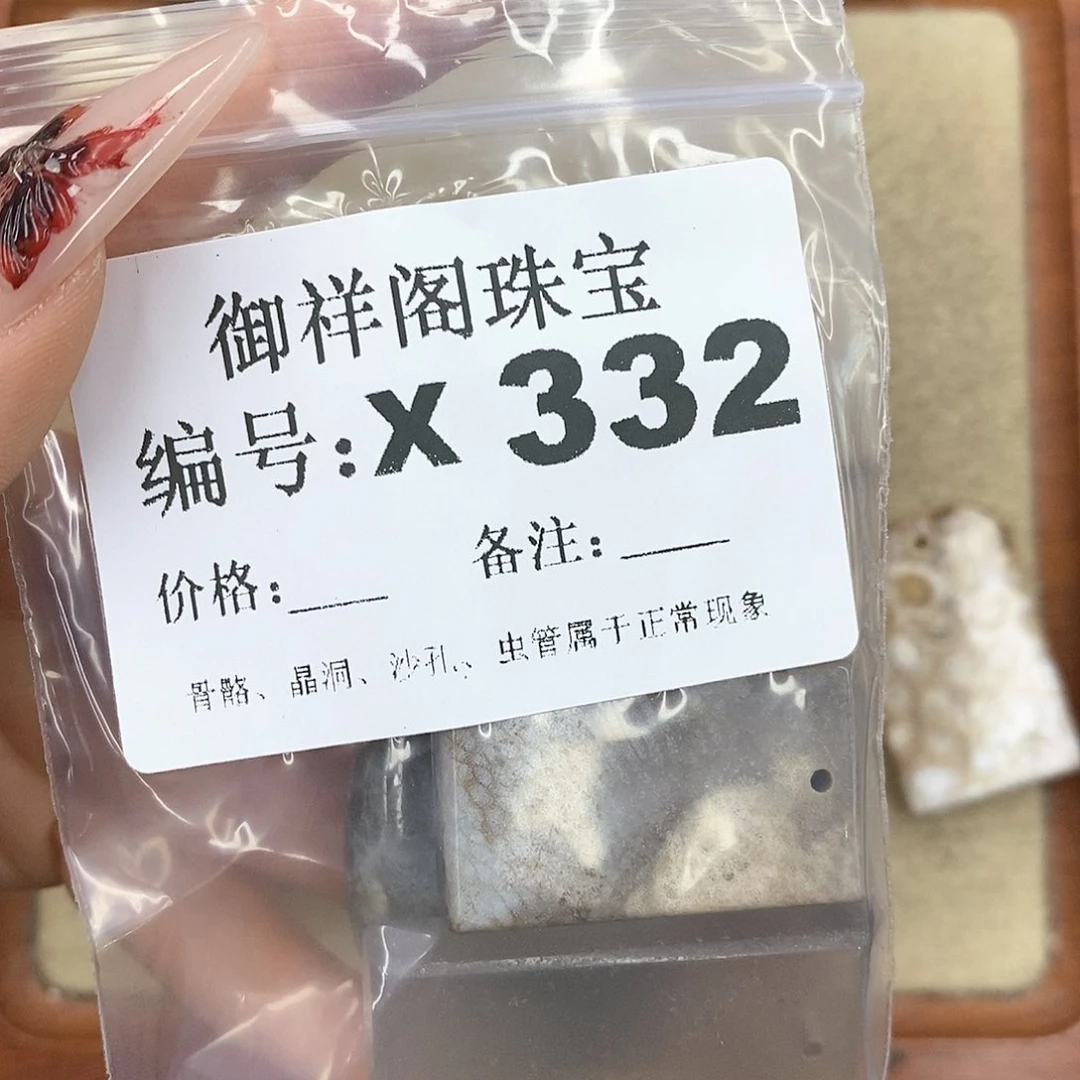 御祥阁珠宝
编号:X 332
价格:___ 备注:____
骨骼、晶洞、沙孔、虫管属于正常现象